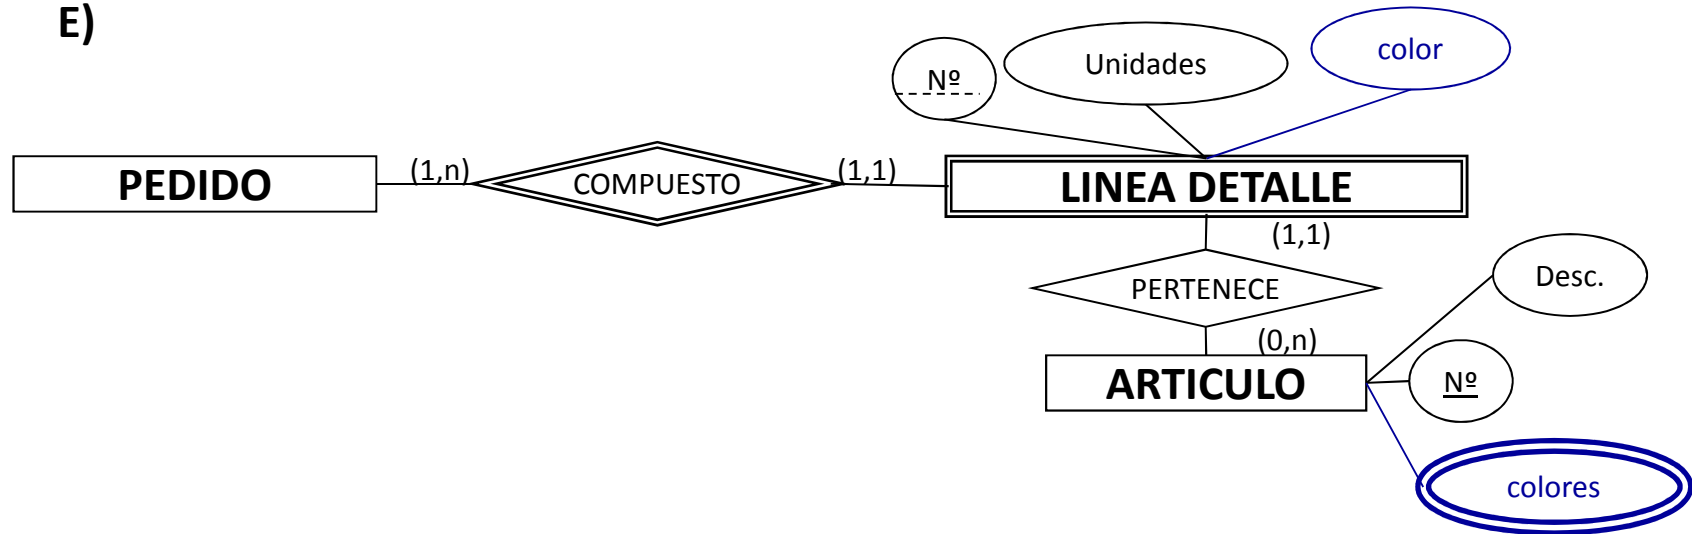 E)
Nº
Unidades
color
PEDIDO
(1,n)
COMPUESTO
(1,1)
LINEA DETALLE
(1,1)
PERTENECE
Desc.
(0,n)
ARTICULO
Nº
colores